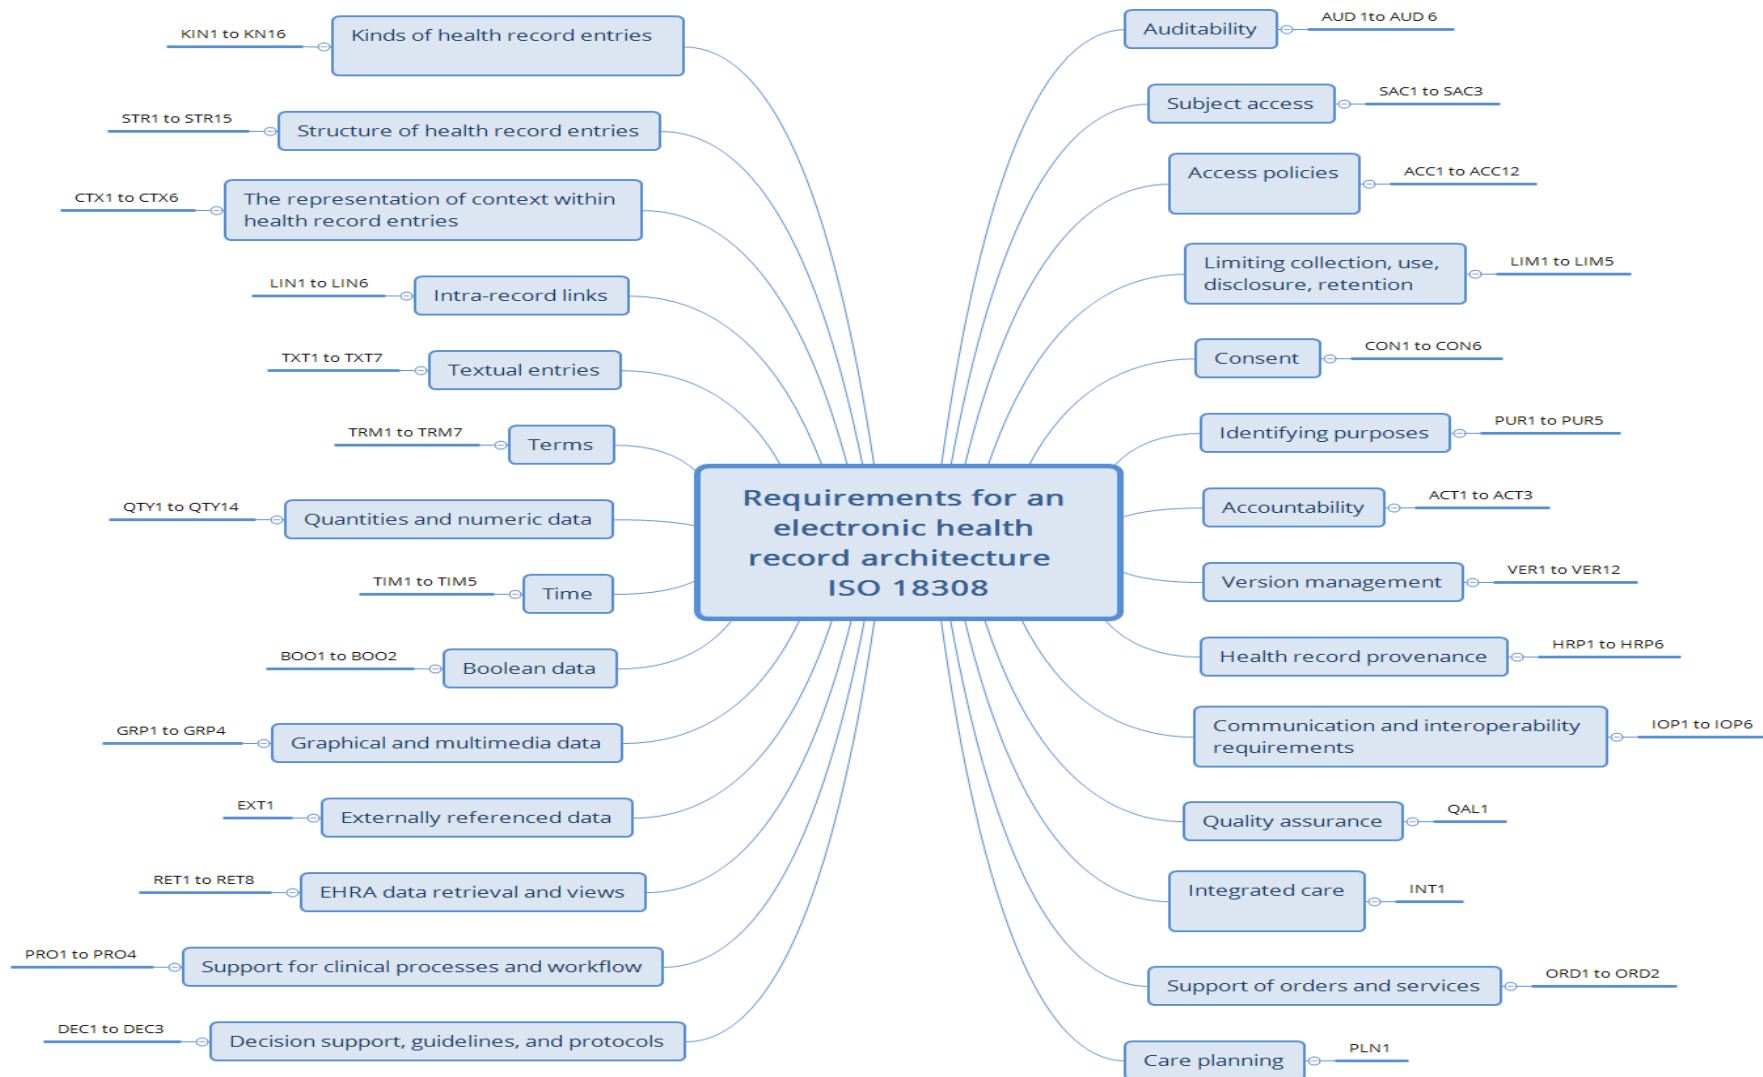 Requirements for an
electronic health
record architecture
ISO 18308
KIN1 to KN16
Kinds of health record entries
STR1 to STR15
Structure of health record entries
CTX1 to CTX6
The representation of context within
health record entries
LIN1 to LIN6
Intra-record links
TXT1 to TXT7
Textual entries
TRM1 to TRM7
Terms
QTY1 to QTY14
Quantities and numeric data
TIM1 to TIM5
Time
BOO1 to BOO2
Boolean data
GRP1 to GRP4
Graphical and multimedia data
EXT1
Externally referenced data
RET1 to RET8
EHRA data retrieval and views
PRO1 to PRO4
Support for clinical processes and workflow
DEC1 to DEC3
Decision support, guidelines, and protocols
Auditability
AUD 1to AUD 6
Subject access
SAC1 to SAC3
Access policies
ACC1 to ACC12
Limiting collection, use,
disclosure, retention
LIM1 to LIM5
Consent
CON1 to CON6
Identifying purposes
PUR1 to PUR5
Accountability
ACT1 to ACT3
Version management
VER1 to VER12
Health record provenance
HRP1 to HRP6
Communication and interoperability
requirements
IOP1 to IOP6
Quality assurance
QAL1
Integrated care
INT1
Support of orders and services
ORD1 to ORD2
Care planning
PLN1